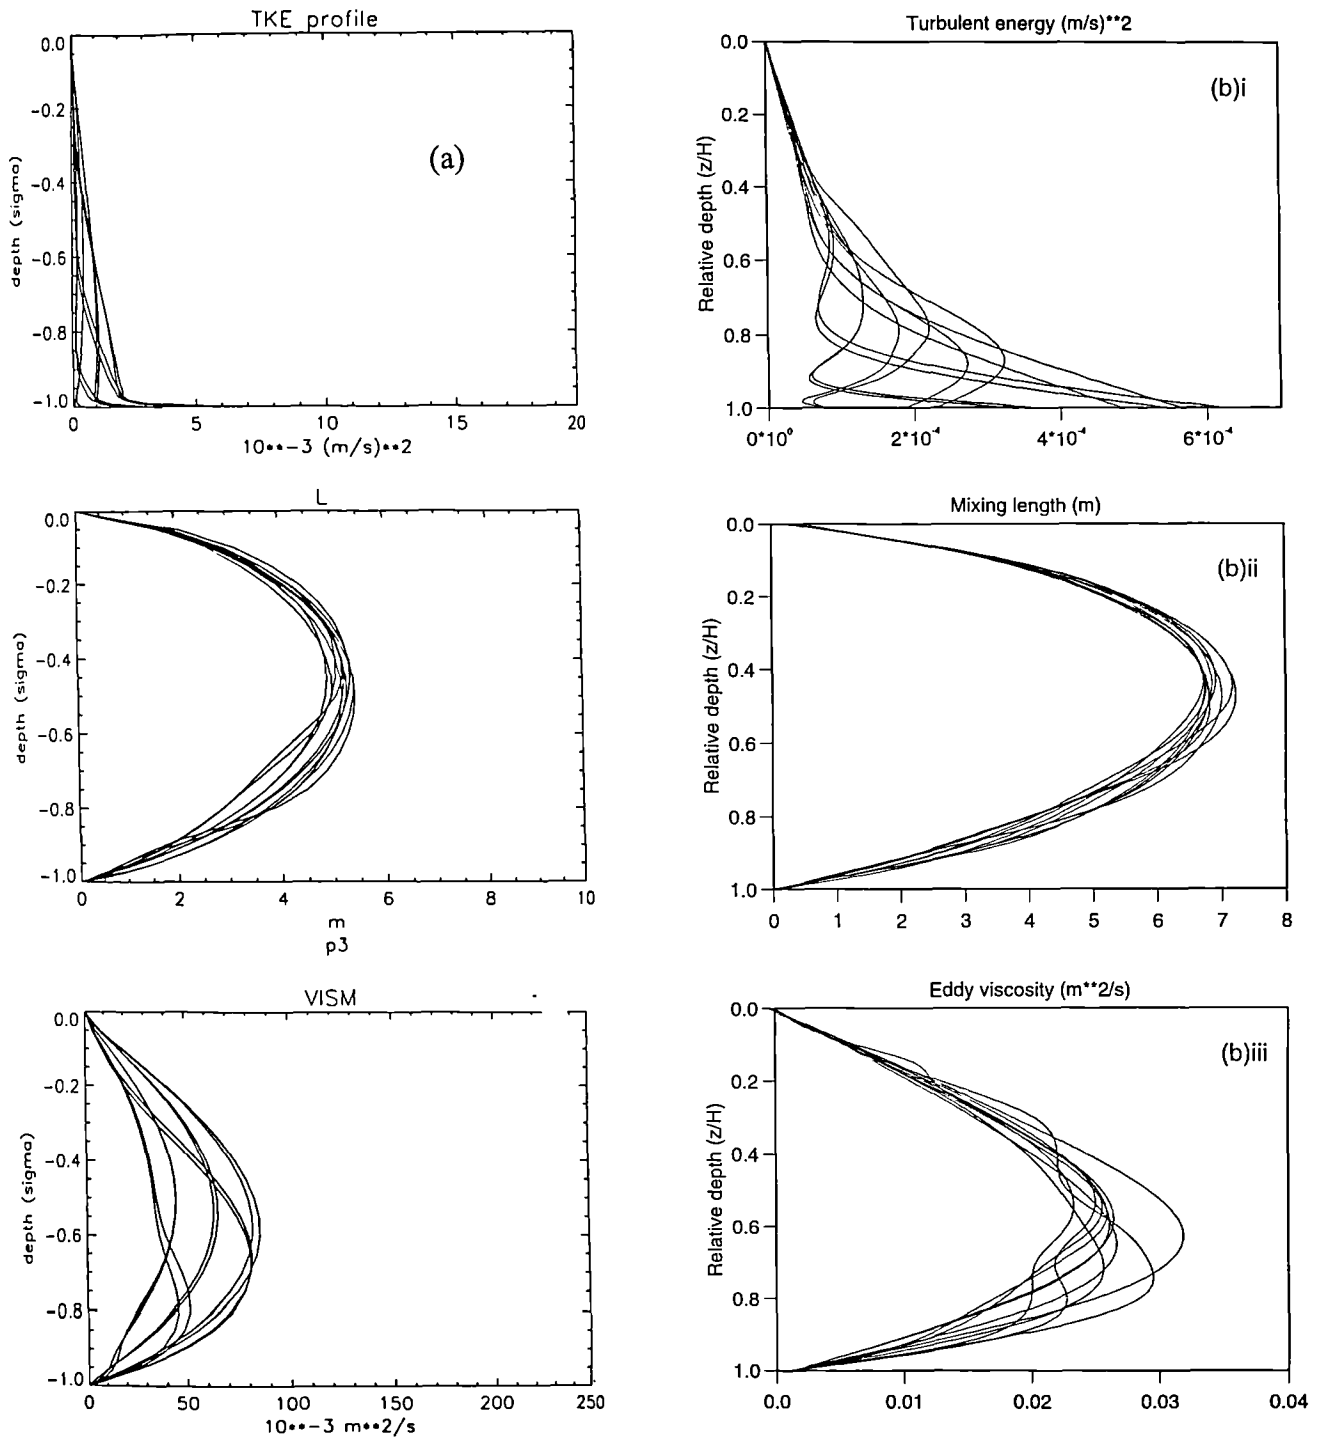 TKE profile
0.0
-0.2
-0.4
-0.6
-0.8
-1.0
depth (sigma)
(a)
0 5 10 15 20
10**-3 (m/s)**2
Turbulent energy (m/s)**2
(b)i
0.0
0.2
0.4
0.6
0.8
1.0
Relative depth (z/H)
0*10⁰ 2*10⁻⁴ 4*10⁻⁴ 6*10⁻⁴
L
0.0
-0.2
-0.4
-0.6
-0.8
-1.0
depth (sigma)
0 2 4 6 8 10
m
p3
Mixing length (m)
(b)ii
0.0
0.2
0.4
0.6
0.8
1.0
Relative depth (z/H)
0 1 2 3 4 5 6 7 8
VISM
0.0
-0.2
-0.4
-0.6
-0.8
-1.0
depth (sigma)
0 50 100 150 200 250
10**-3 m**2/s
Eddy viscosity (m**2/s)
(b)iii
0.0
0.2
0.4
0.6
0.8
1.0
Relative depth (z/H)
0.0 0.01 0.02 0.03 0.04